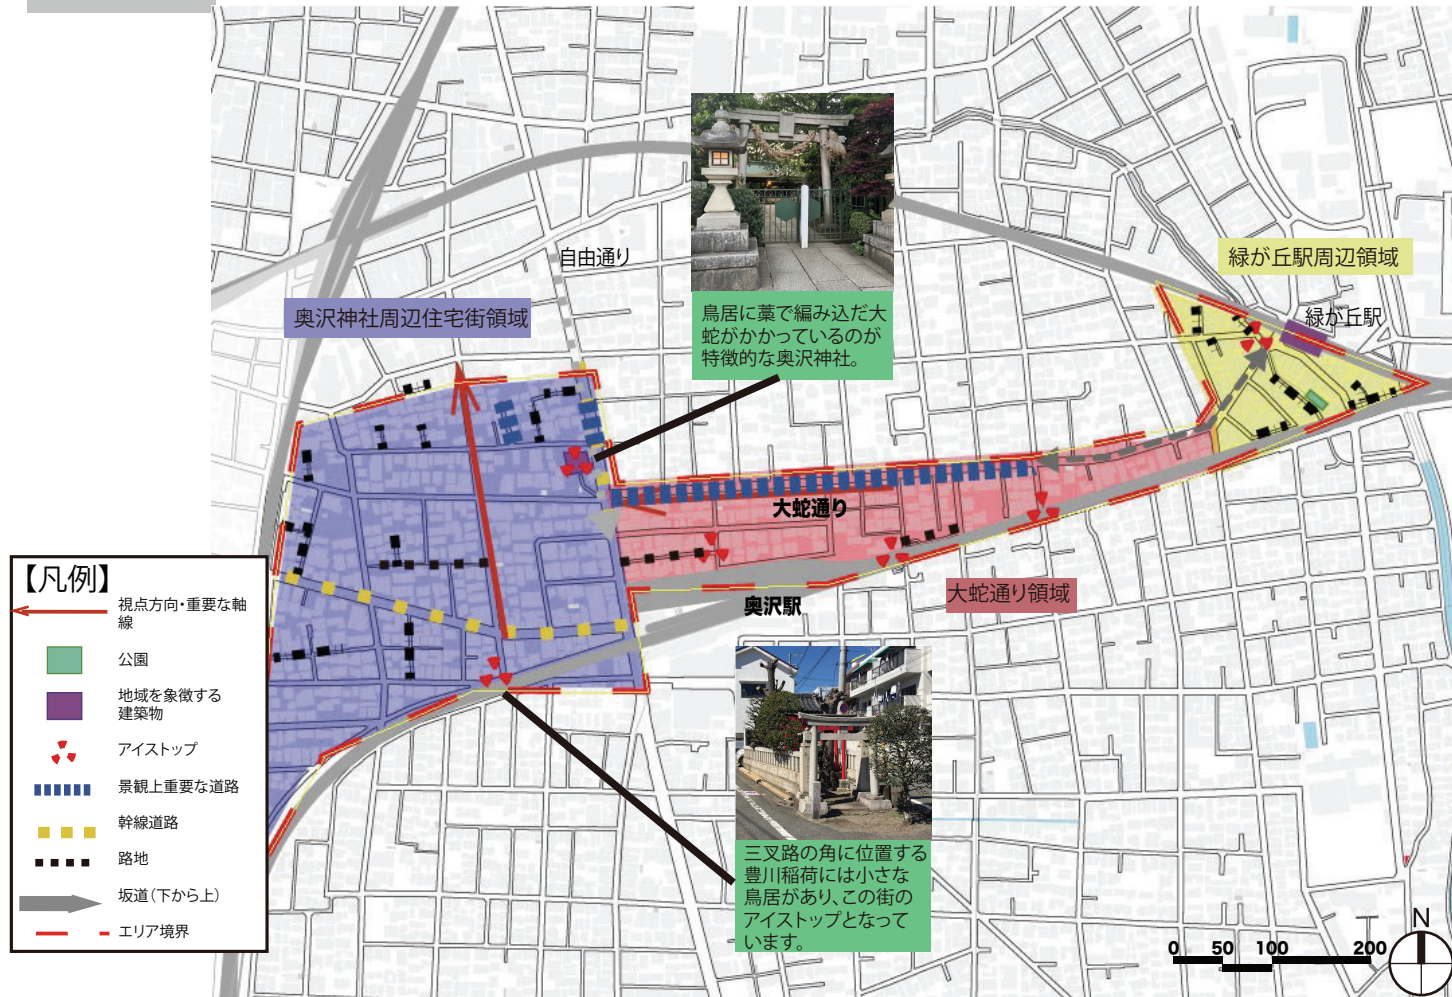 自由通り
緑が丘駅周辺領域
奥沢神社周辺住宅街領域
鳥居に藁で編み込だ大
蛇がかかっているのが
特徴的な奥沢神社。
緑が丘駅
大蛇通り
大蛇通り領域
奥沢駅
【凡例】
視点方向・重要な軸
線
公園
地域を象徴する
建築物
アイストップ
景観上重要な道路
幹線道路
路地
坂道（下から上）
エリア境界
三叉路の角に位置する
豊川稲荷には小さな
鳥居があり、この街の
アイストップとなって
います。
0 50 100 200
N